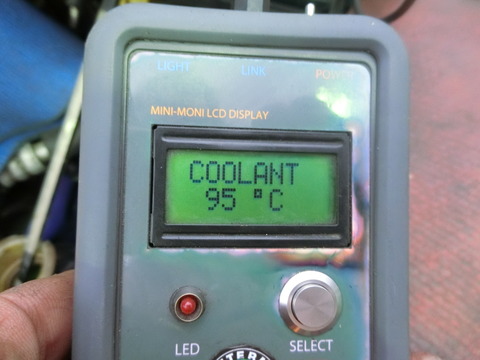 LIGHT LINK POWER
MINI-MONI LCD DISPLAY
COOLANT
95 °C
LED SELECT